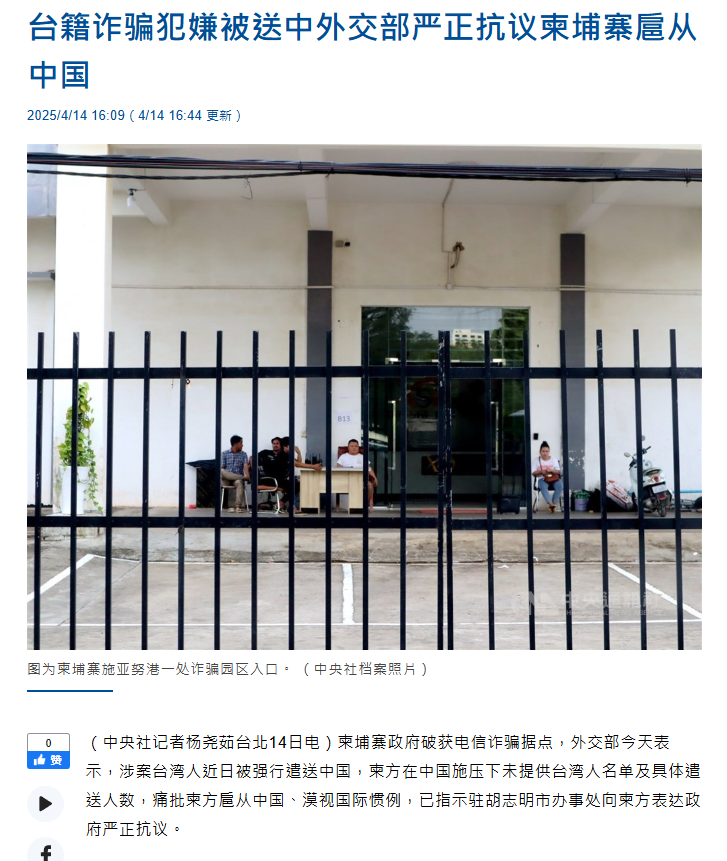 台籍诈骗犯嫌被送中外交部严正抗议柬埔寨扈从
中国
2025/4/14 16:09（4/14 16:44 更新）
B13
中央通訊社
图为柬埔寨施亚努港一处诈骗园区入口。（中央社档案照片）
0
赞
（中央社记者杨尧茹台北14日电）柬埔寨政府破获电信诈骗据点，外交部今天表
示，涉案台湾人近日被强行遣送中国，柬方在中国施压下未提供台湾人名单及具体遣
送人数，痛批柬方扈从中国、漠视国际惯例，已指示驻胡志明市办事处向柬方表达政
府严正抗议。